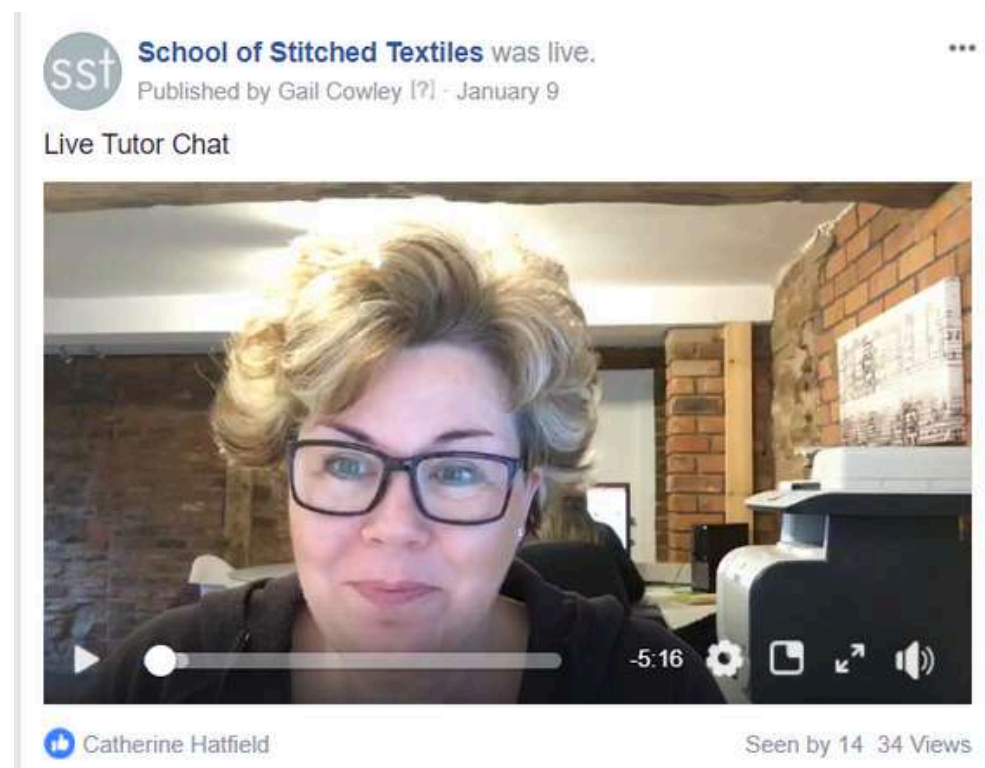 sst
School of Stitched Textiles was live.
Published by Gail Cowley [?] · January 9
Live Tutor Chat
-5:16
Catherine Hatfield
Seen by 14 34 Views